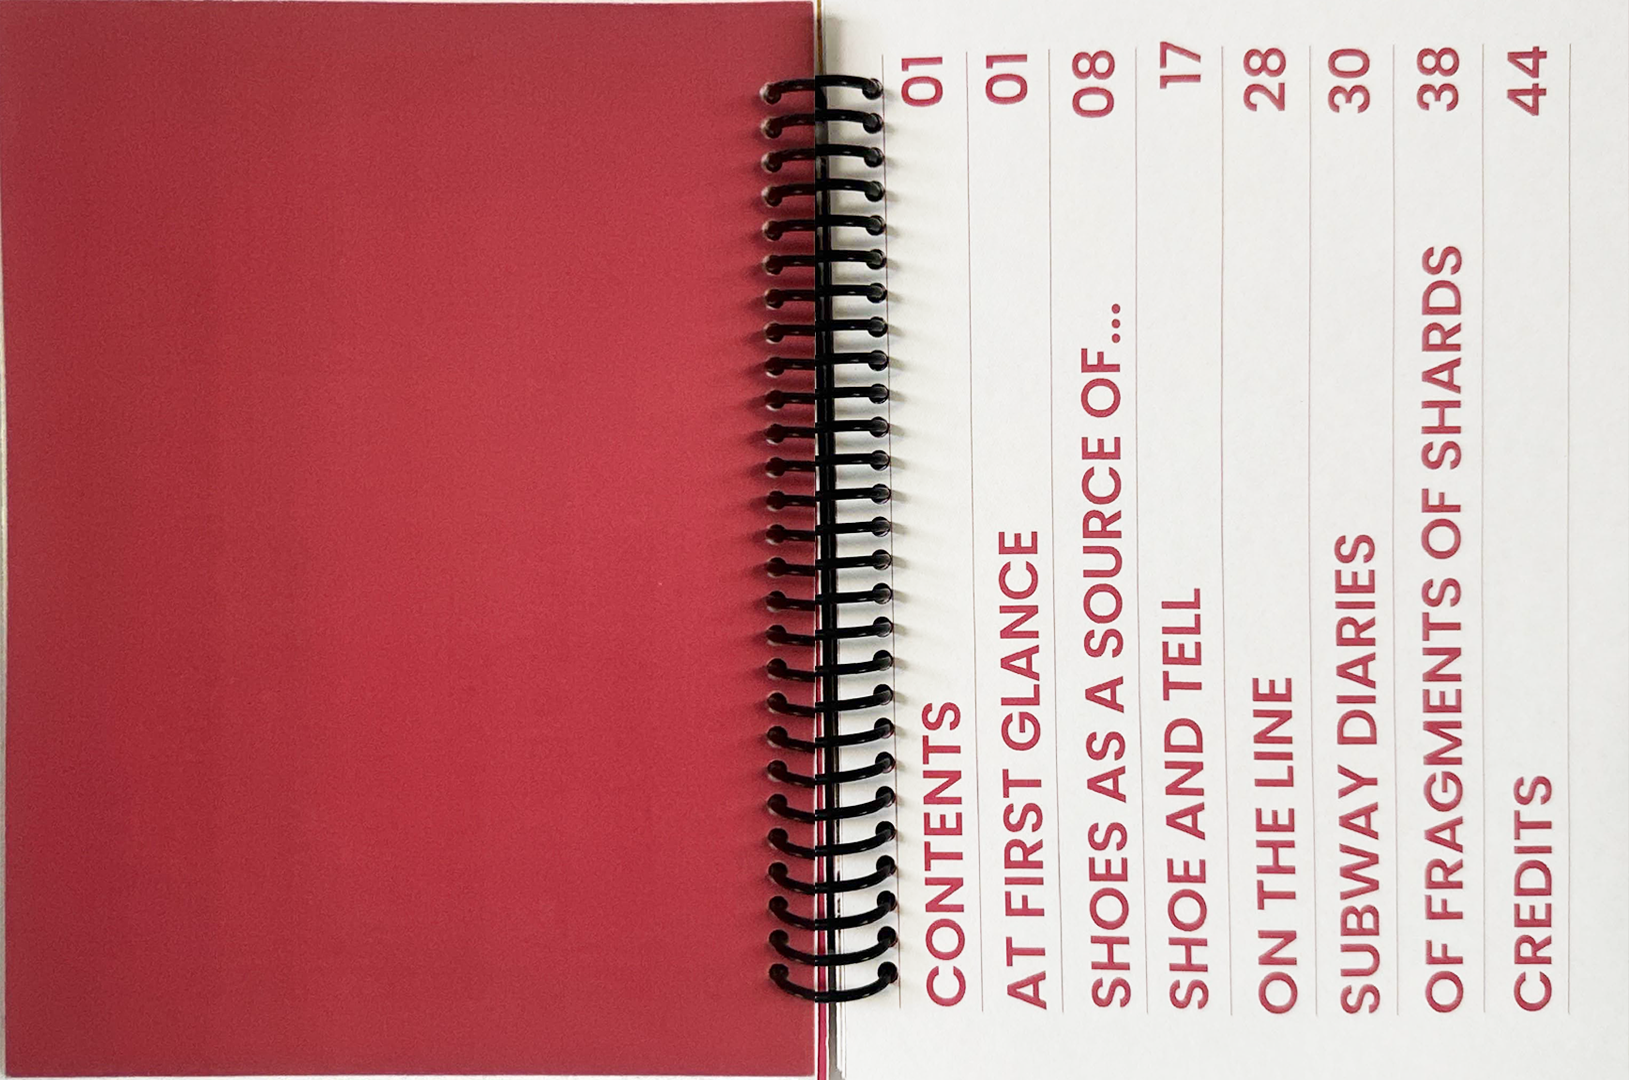 CONTENTS 01
AT FIRST GLANCE 01
SHOES AS A SOURCE OF... 08
SHOE AND TELL 17
ON THE LINE 28
SUBWAY DIARIES 30
OF FRAGMENTS OF SHARDS 38
CREDITS 44